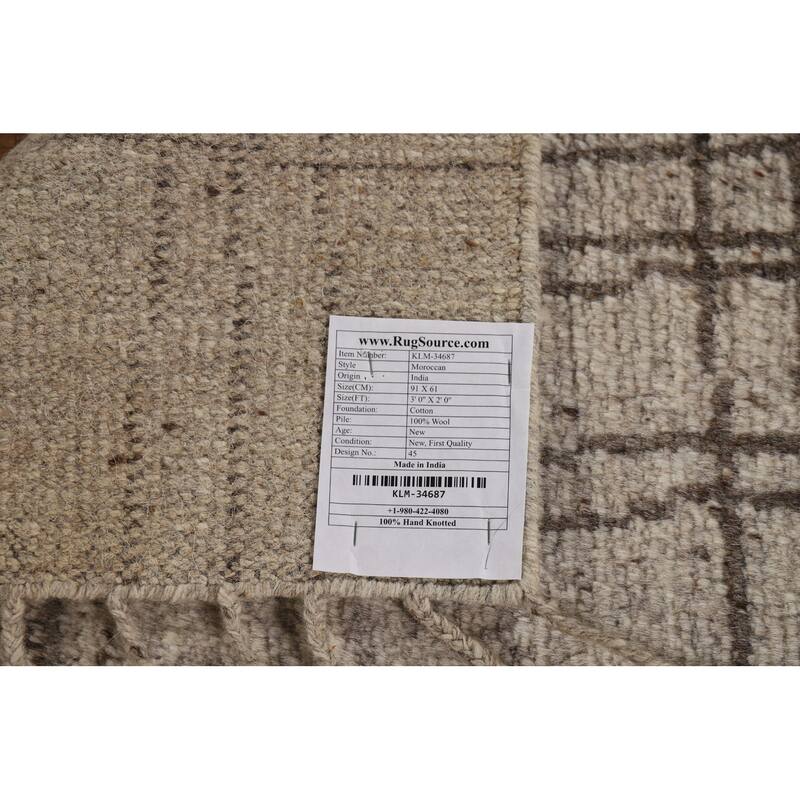 www.RugSource.com
Item Number: KLM-34687
Style Moroccan
Origin India
Size(CM): 91 X 61
Size(FT): 3' 0" X 2' 0"
Foundation: Cotton
Pile: 100% Wool
Age: New
Condition: New, First Quality
Design No.: 45
Made in India
KLM-34687
+1-980-422-4080
100% Hand Knotted